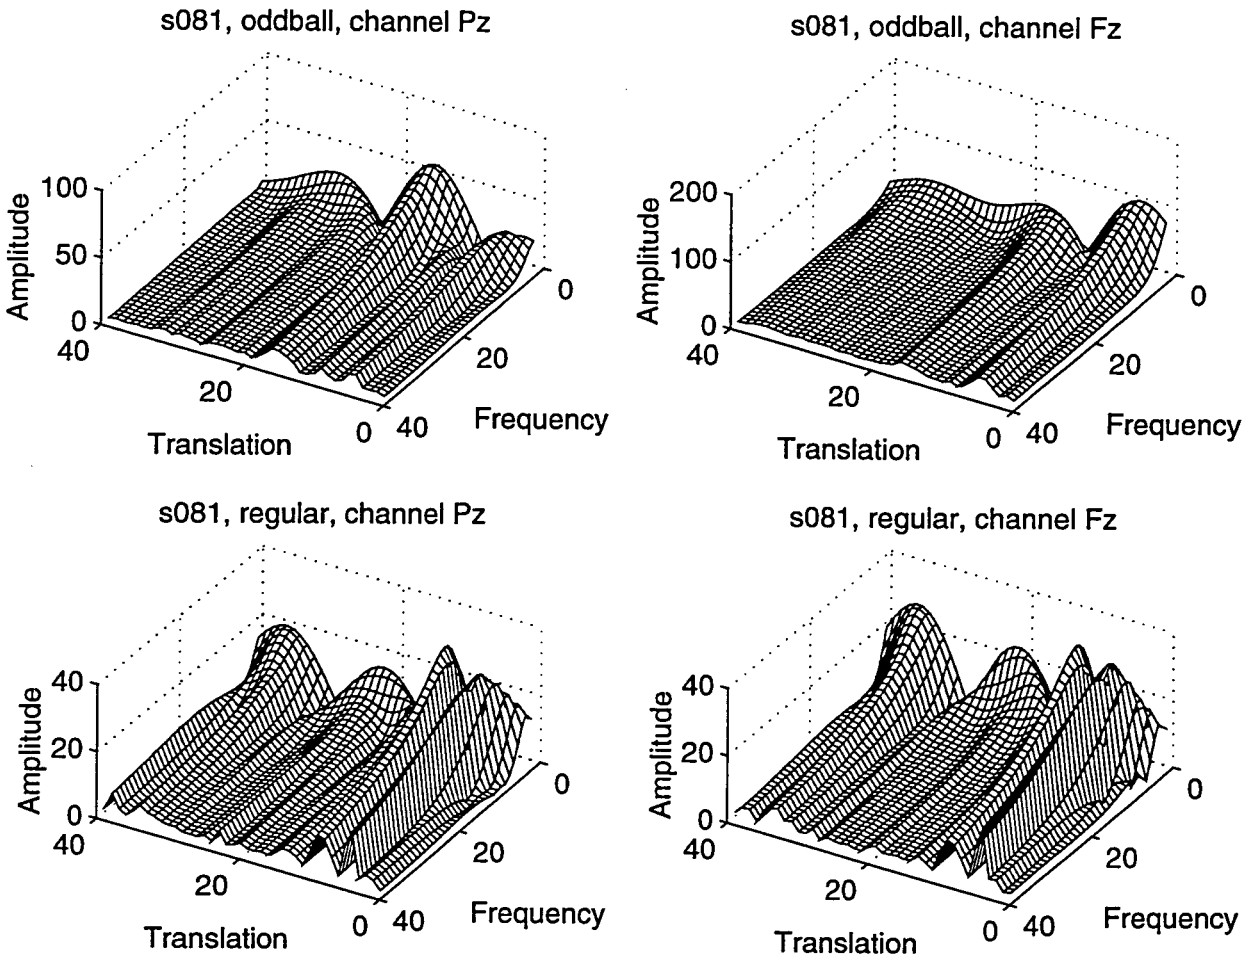 s081, oddball, channel Pz
100
50
0
Amplitude
40
20
0
Translation
0
20
40
Frequency
s081, oddball, channel Fz
200
100
0
Amplitude
40
20
0
Translation
0
20
40
Frequency
s081, regular, channel Pz
40
20
0
Amplitude
40
20
0
Translation
0
20
40
Frequency
s081, regular, channel Fz
40
20
0
Amplitude
40
20
0
Translation
0
20
40
Frequency